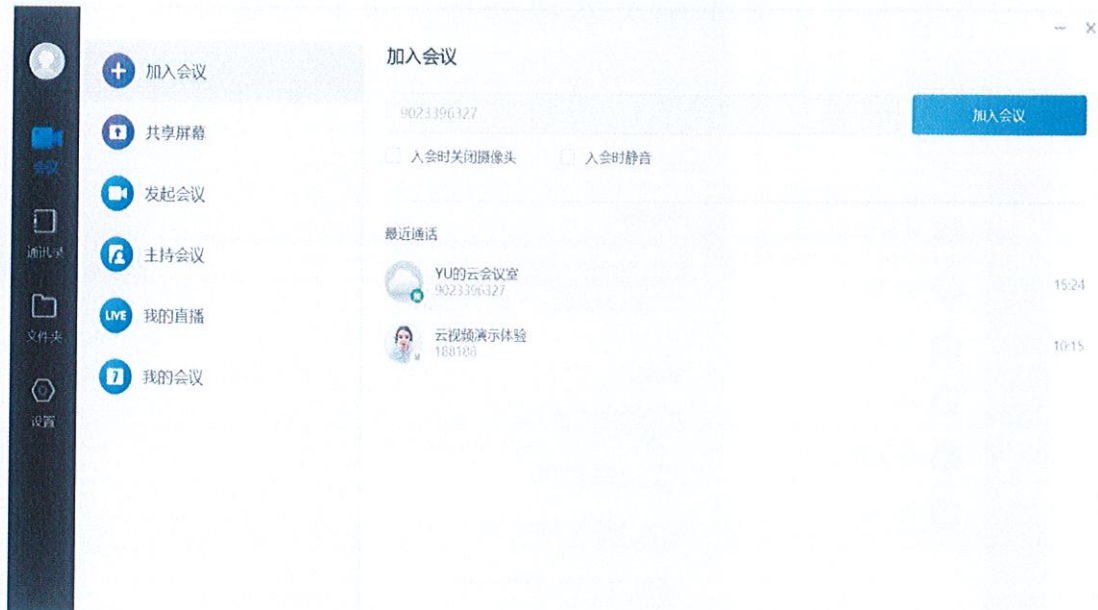 会议
通讯录
文件夹
设置
加入会议
共享屏幕
发起会议
主持会议
LIVE 我的直播
7 我的会议
加入会议
9023396327
加入会议
入会时关闭摄像头
入会时静音
最近通话
YU的云会议室
9023396327
15:24
云视频演示体验
188188
10:15